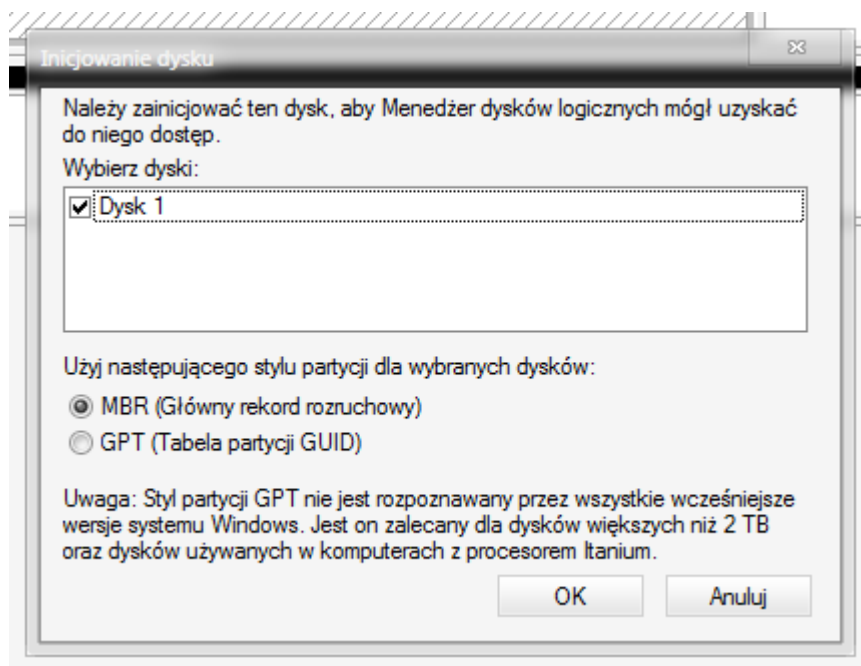 Inicjowanie dysku
Należy zainicjować ten dysk, aby Menedżer dysków logicznych mógł uzyskać
do niego dostęp.
Wybierz dyski:
Dysk 1
Użyj następującego stylu partycji dla wybranych dysków:
MBR (Główny rekord rozruchowy)
GPT (Tabela partycji GUID)
Uwaga: Styl partycji GPT nie jest rozpoznawany przez wszystkie wcześniejsze
wersje systemu Windows. Jest on zalecany dla dysków większych niż 2 TB
oraz dysków używanych w komputerach z procesorem Itanium.
OK Anuluj